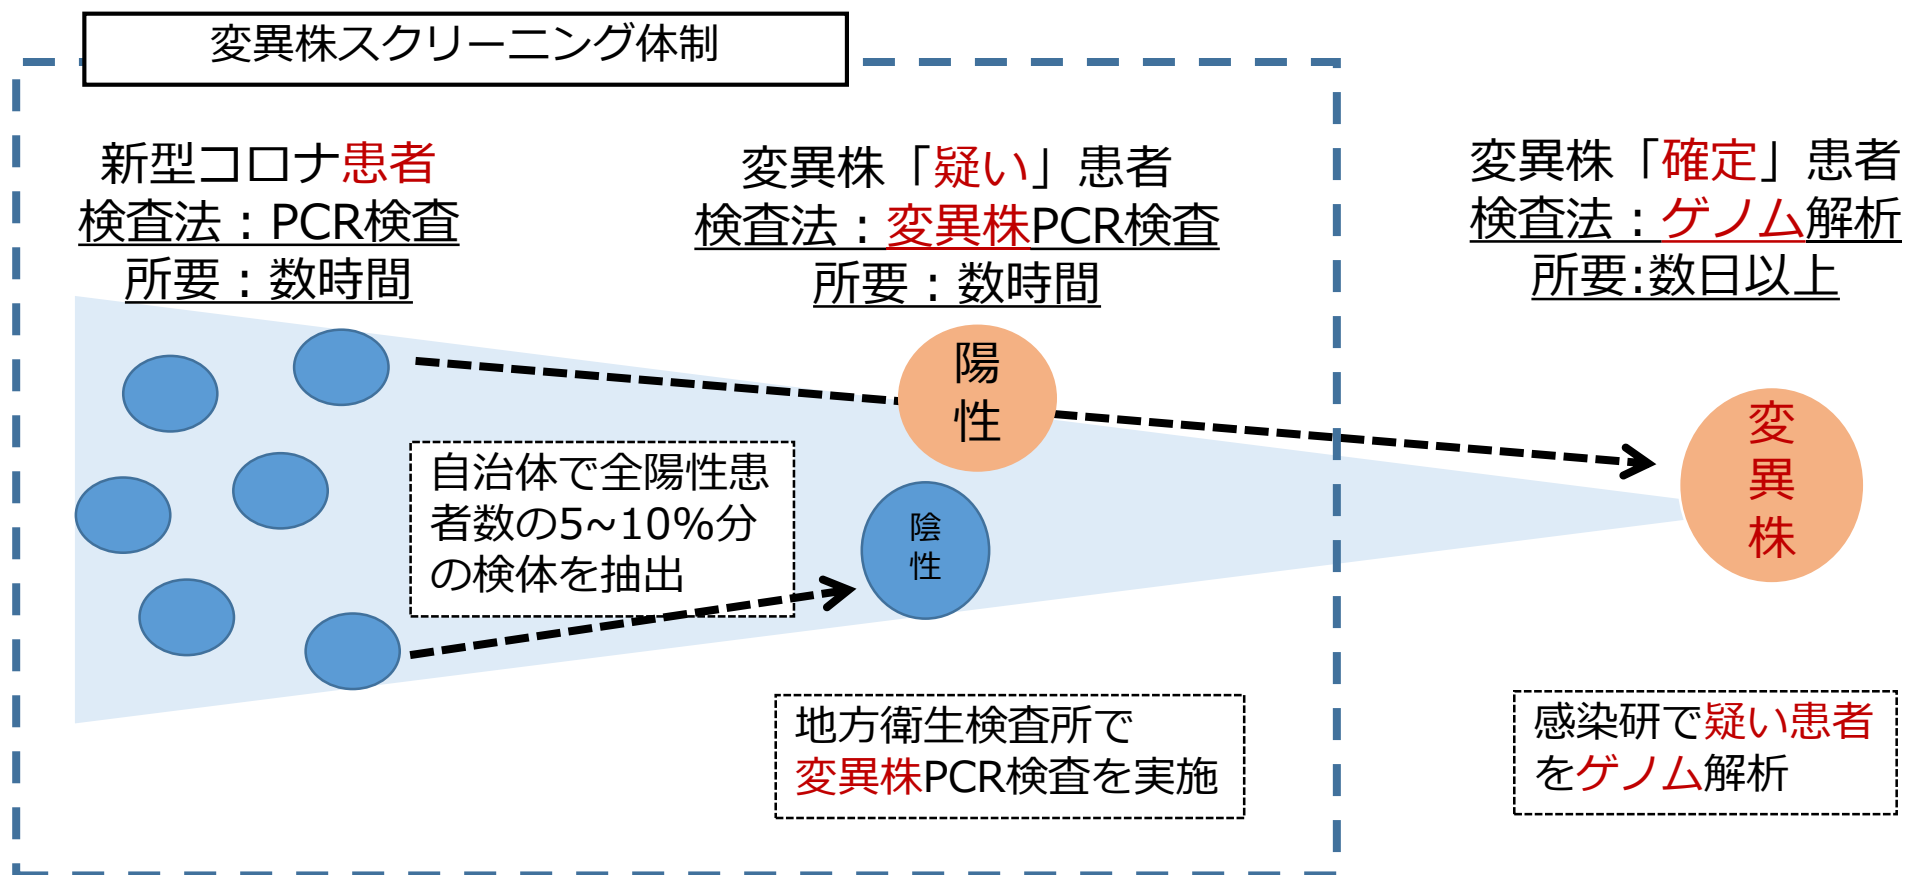 変異株スクリーニング体制
新型コロナ患者
検査法：PCR検査
所要：数時間
変異株「疑い」患者
検査法：変異株PCR検査
所要：数時間
変異株「確定」患者
検査法：ゲノム解析
所要:数日以上
陽
性
自治体で全陽性患
者数の5~10%分
の検体を抽出
陰
性
変
異
株
地方衛生検査所で
変異株PCR検査を実施
感染研で疑い患者
をゲノム解析